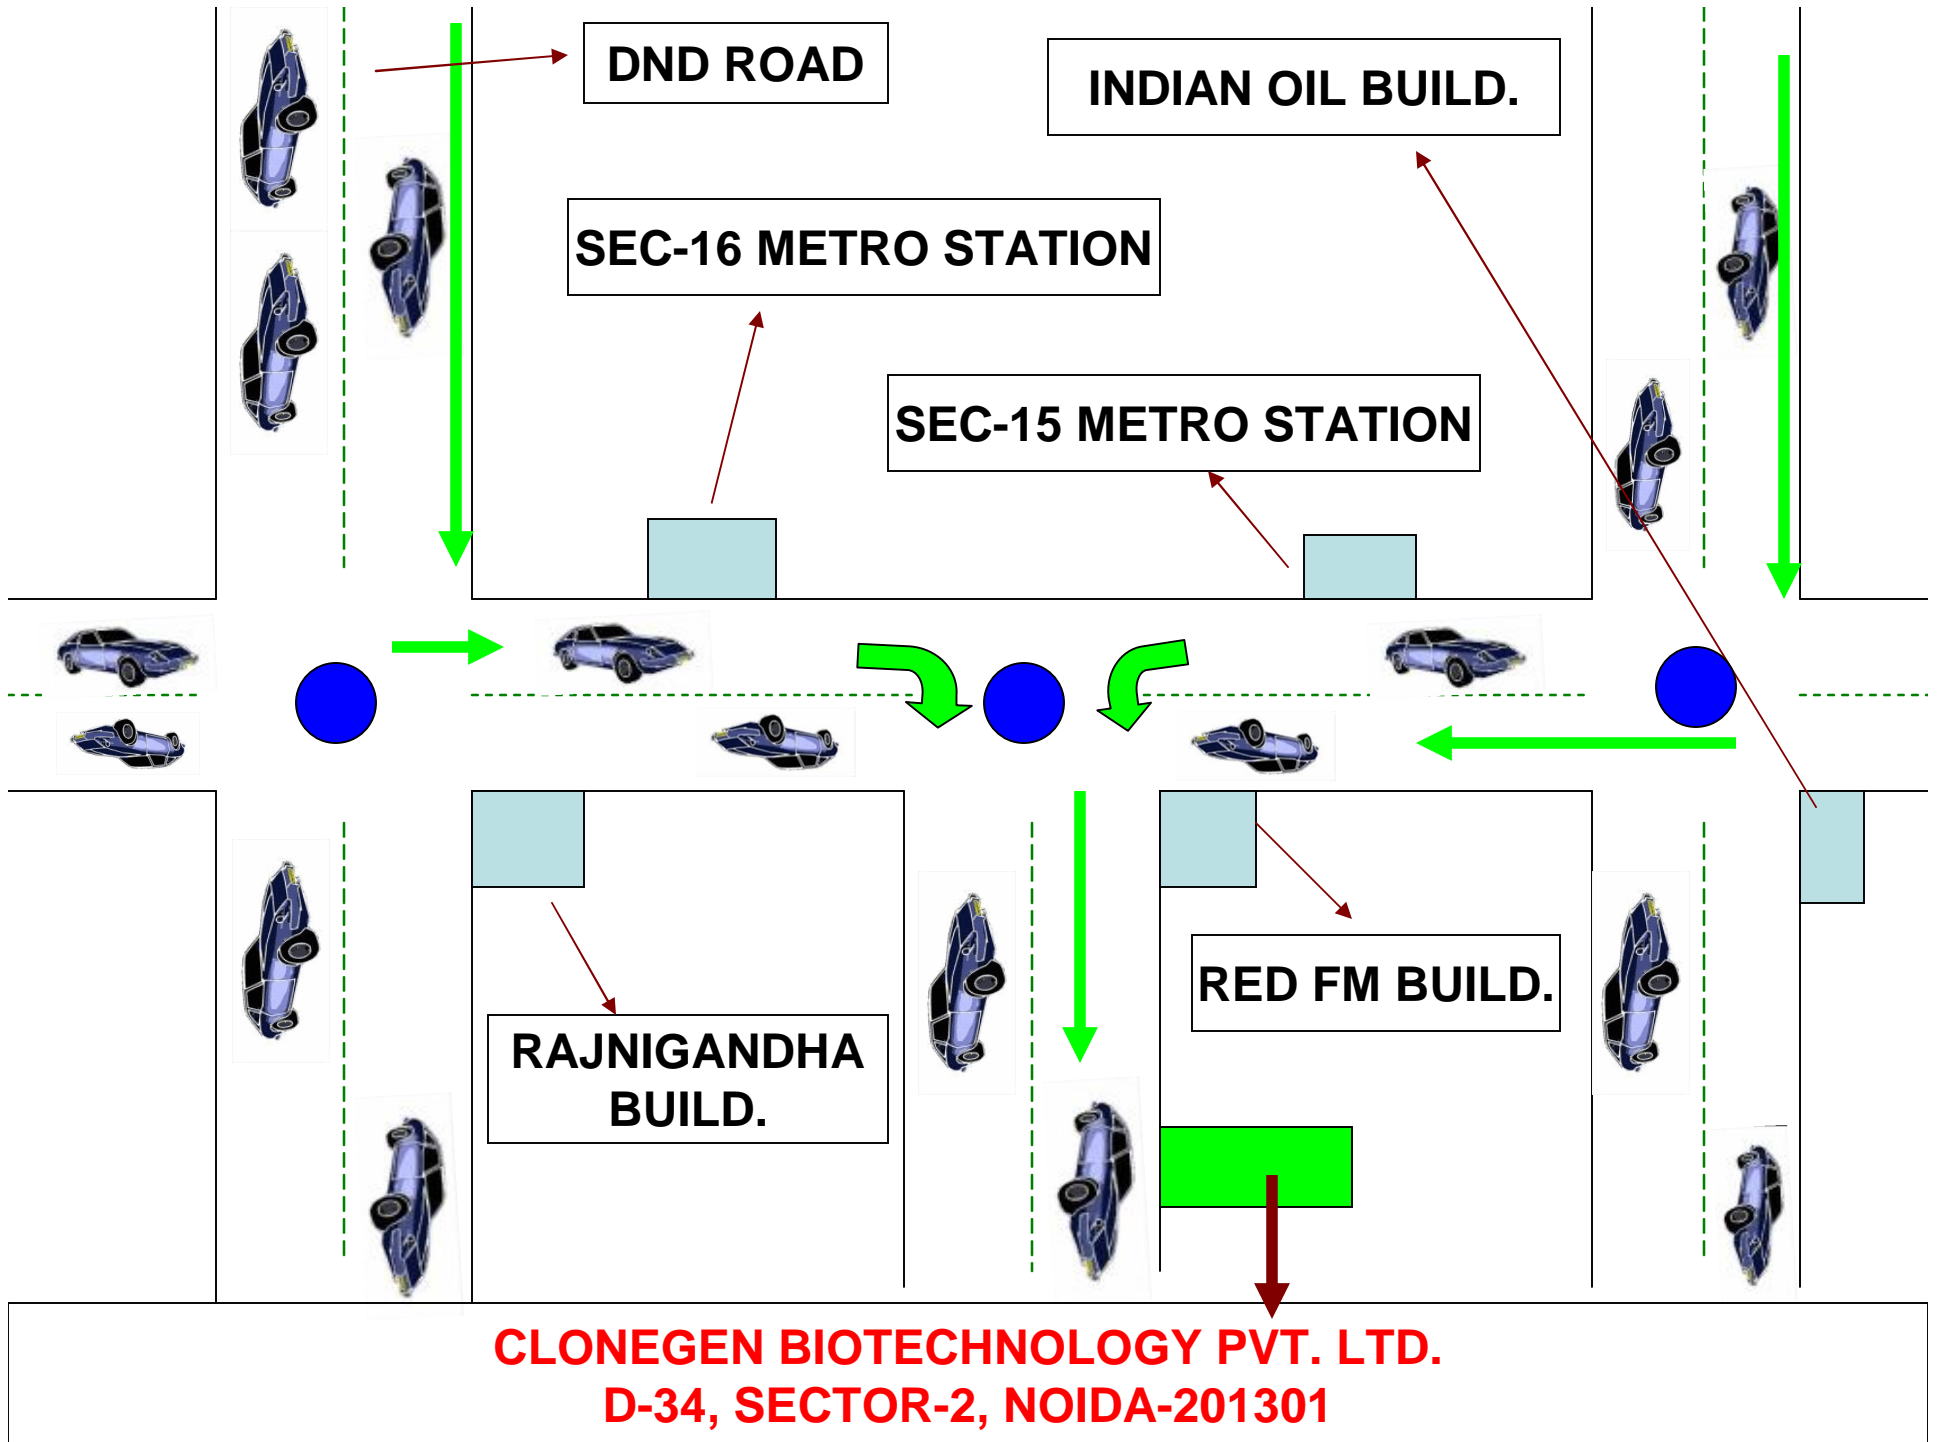 DND ROAD
INDIAN OIL BUILD.
SEC-16 METRO STATION
SEC-15 METRO STATION
RED FM BUILD.
RAJNIGANDHA
BUILD.
CLONEGEN BIOTECHNOLOGY PVT. LTD.
D-34, SECTOR-2, NOIDA-201301